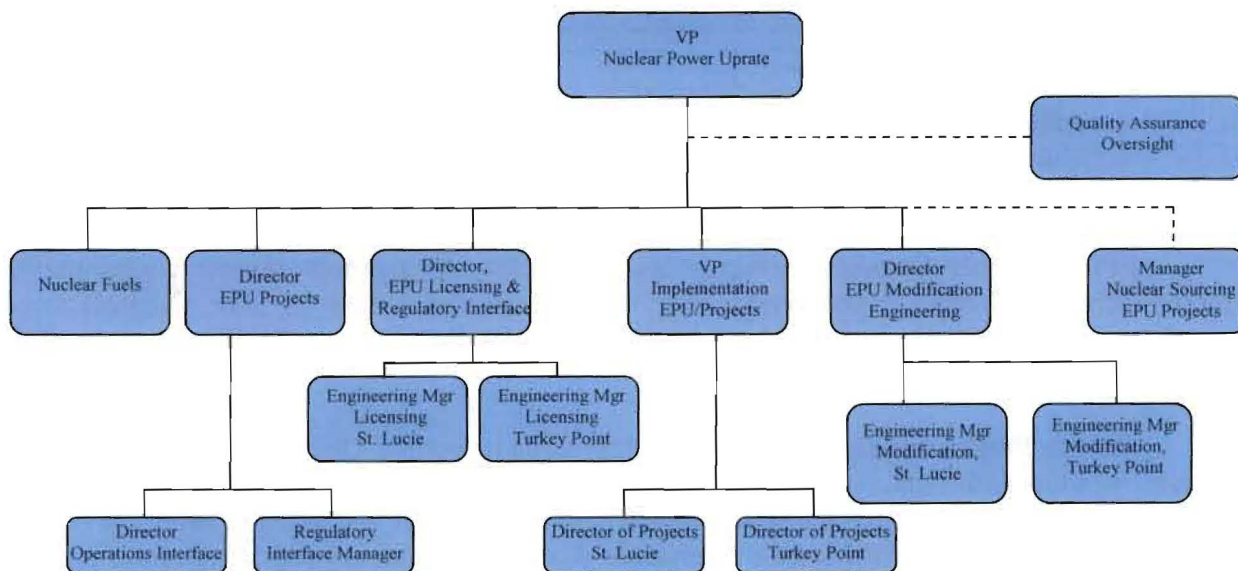 VP
Nuclear Power Uprate
Quality Assurance
Oversight
Nuclear Fuels
Director
EPU Projects
Director,
EPU Licensing &
Regulatory Interface
VP
Implementation
EPU/Projects
Director
EPU Modification
Engineering
Manager
Nuclear Sourcing
EPU Projects
Engineering Mgr
Licensing
St. Lucie
Engineering Mgr
Licensing
Turkey Point
Engineering Mgr
Modification,
St. Lucie
Engineering Mgr
Modification,
Turkey Point
Director
Operations Interface
Regulatory
Interface Manager
Director of Projects
St. Lucie
Director of Projects
Turkey Point